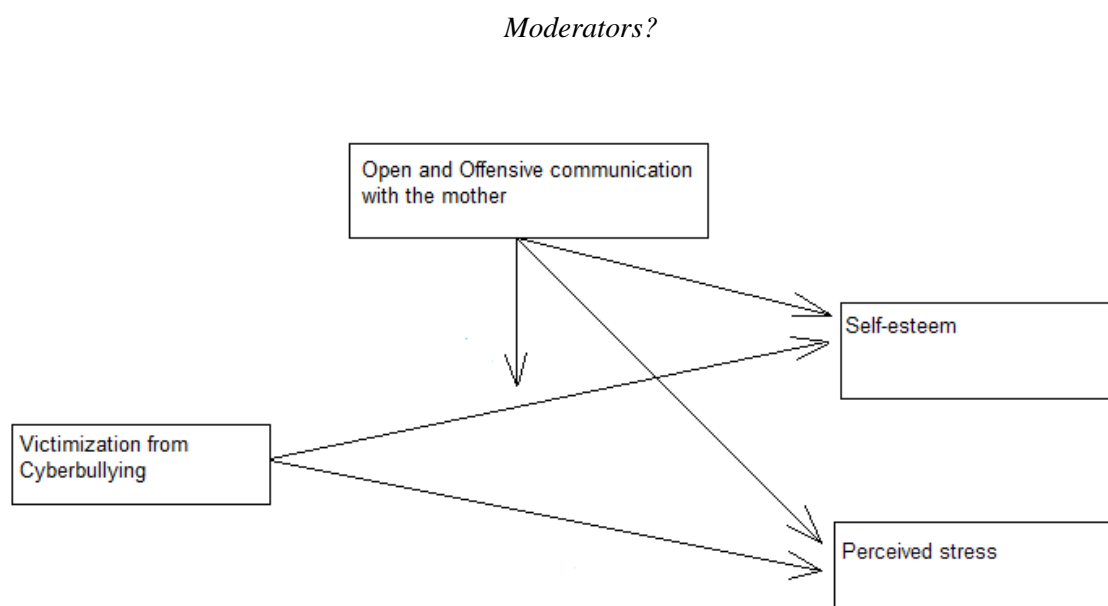 Moderators?
Open and Offensive communication
with the mother
Self-esteem
Victimization from
Cyberbullying
Perceived stress